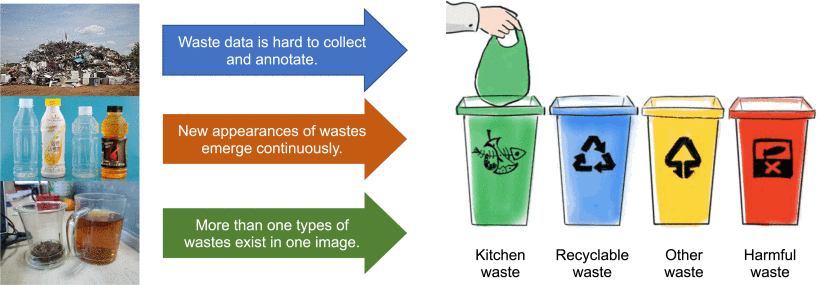 Waste data is hard to collect
and annotate.
New appearances of wastes
emerge continuously.
More than one types of
wastes exist in one image.
Kitchen
waste
Recyclable
waste
Other
waste
Harmful
waste